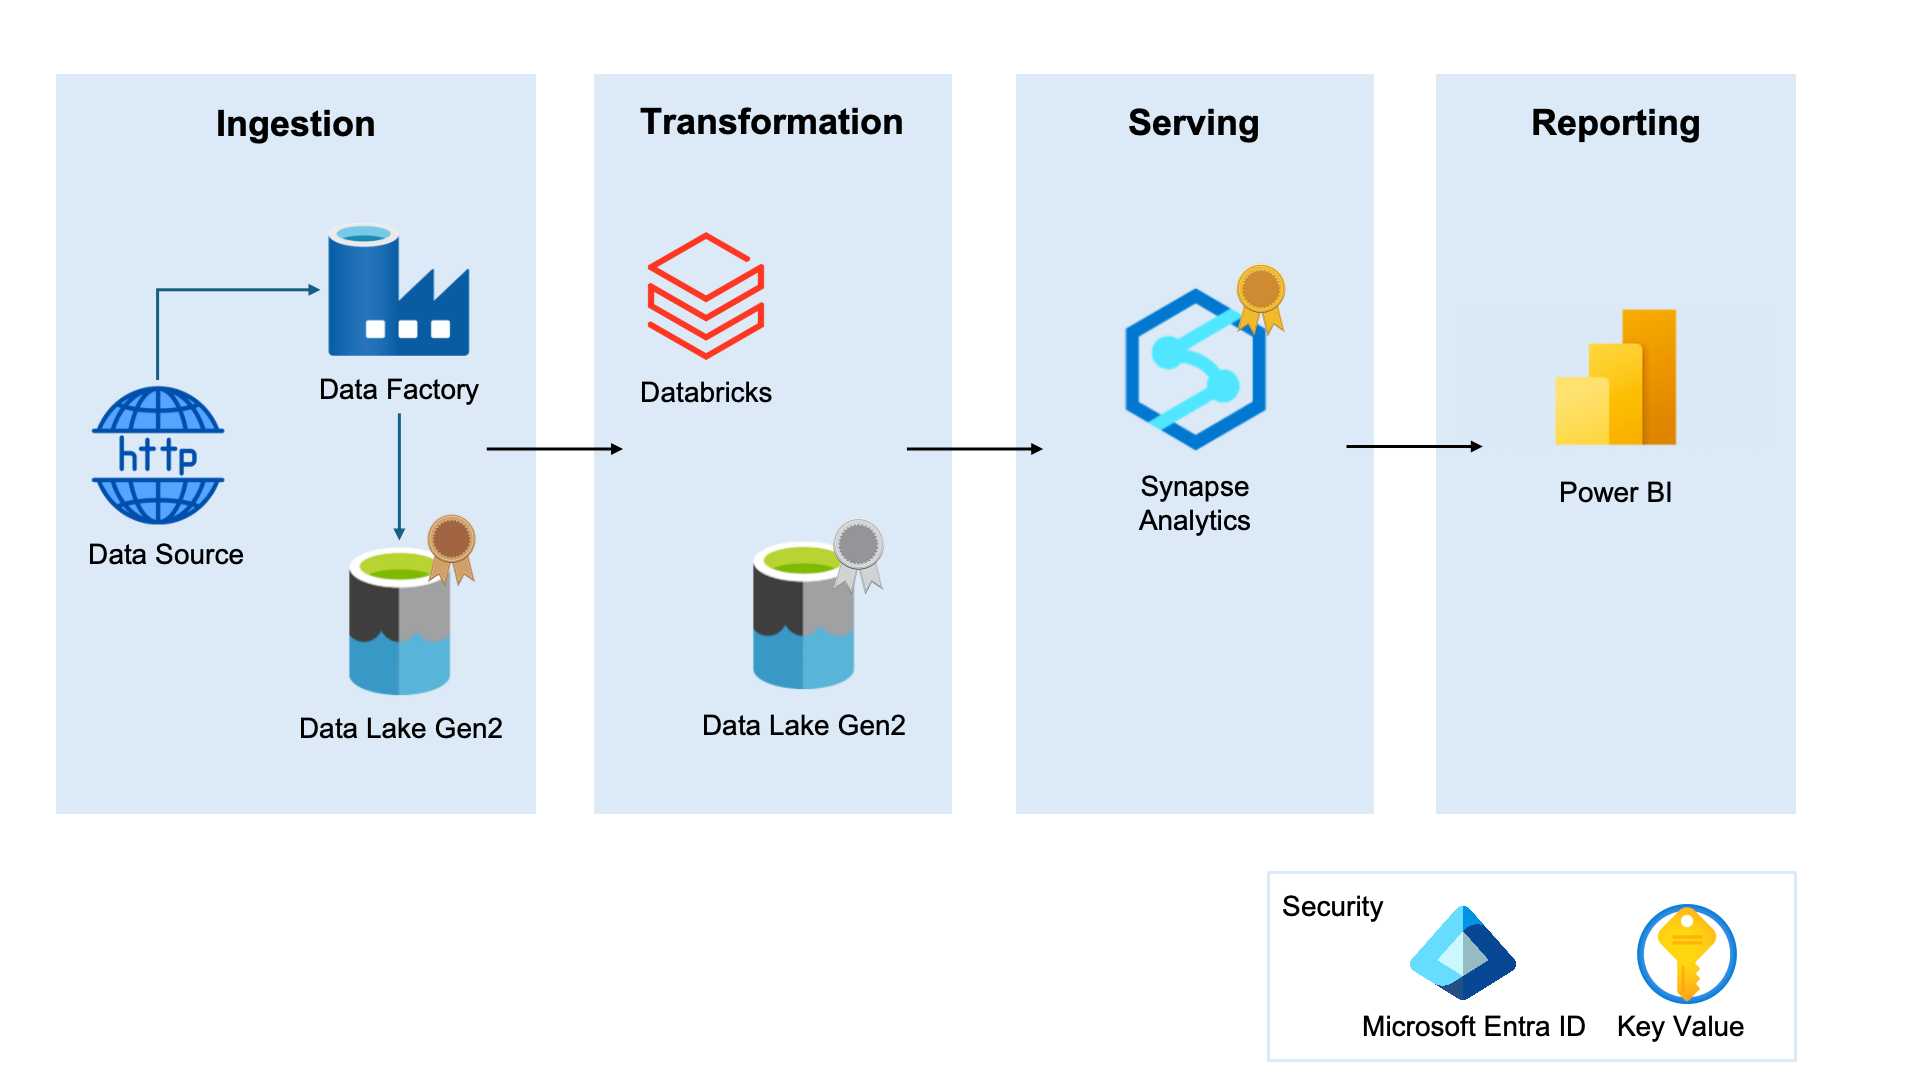 Ingestion
Transformation
Serving
Reporting
Data Factory
Databricks
http
Data Source
Synapse
Analytics
Power BI
Data Lake Gen2
Data Lake Gen2
Security
Microsoft Entra ID
Key Value